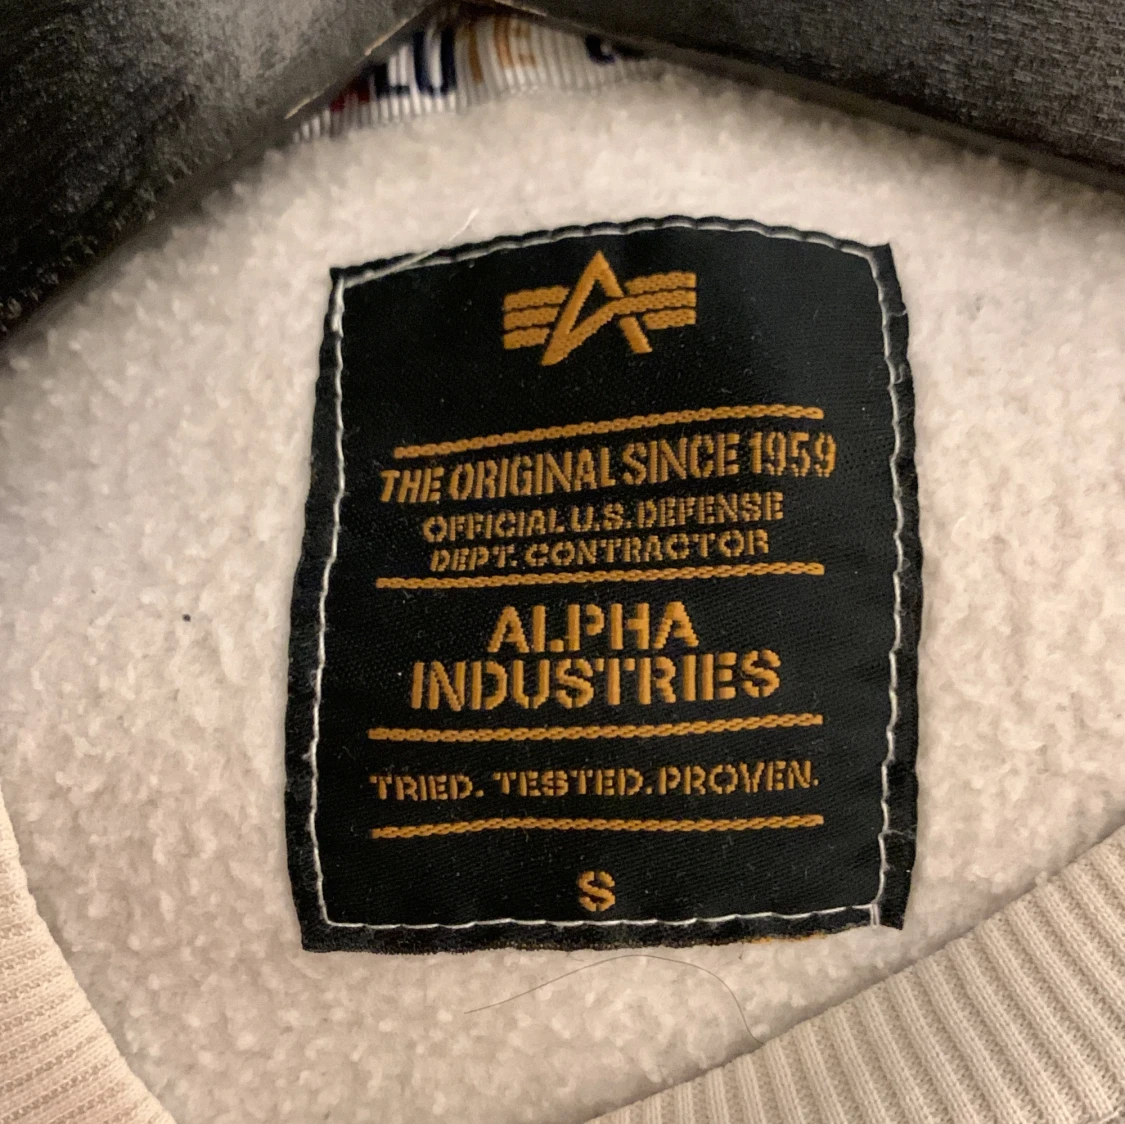 THE ORIGINAL SINCE 1959
OFFICIAL U.S. DEFENSE
DEPT. CONTRACTOR
ALPHA
INDUSTRIES
TRIED. TESTED. PROVEN.
S